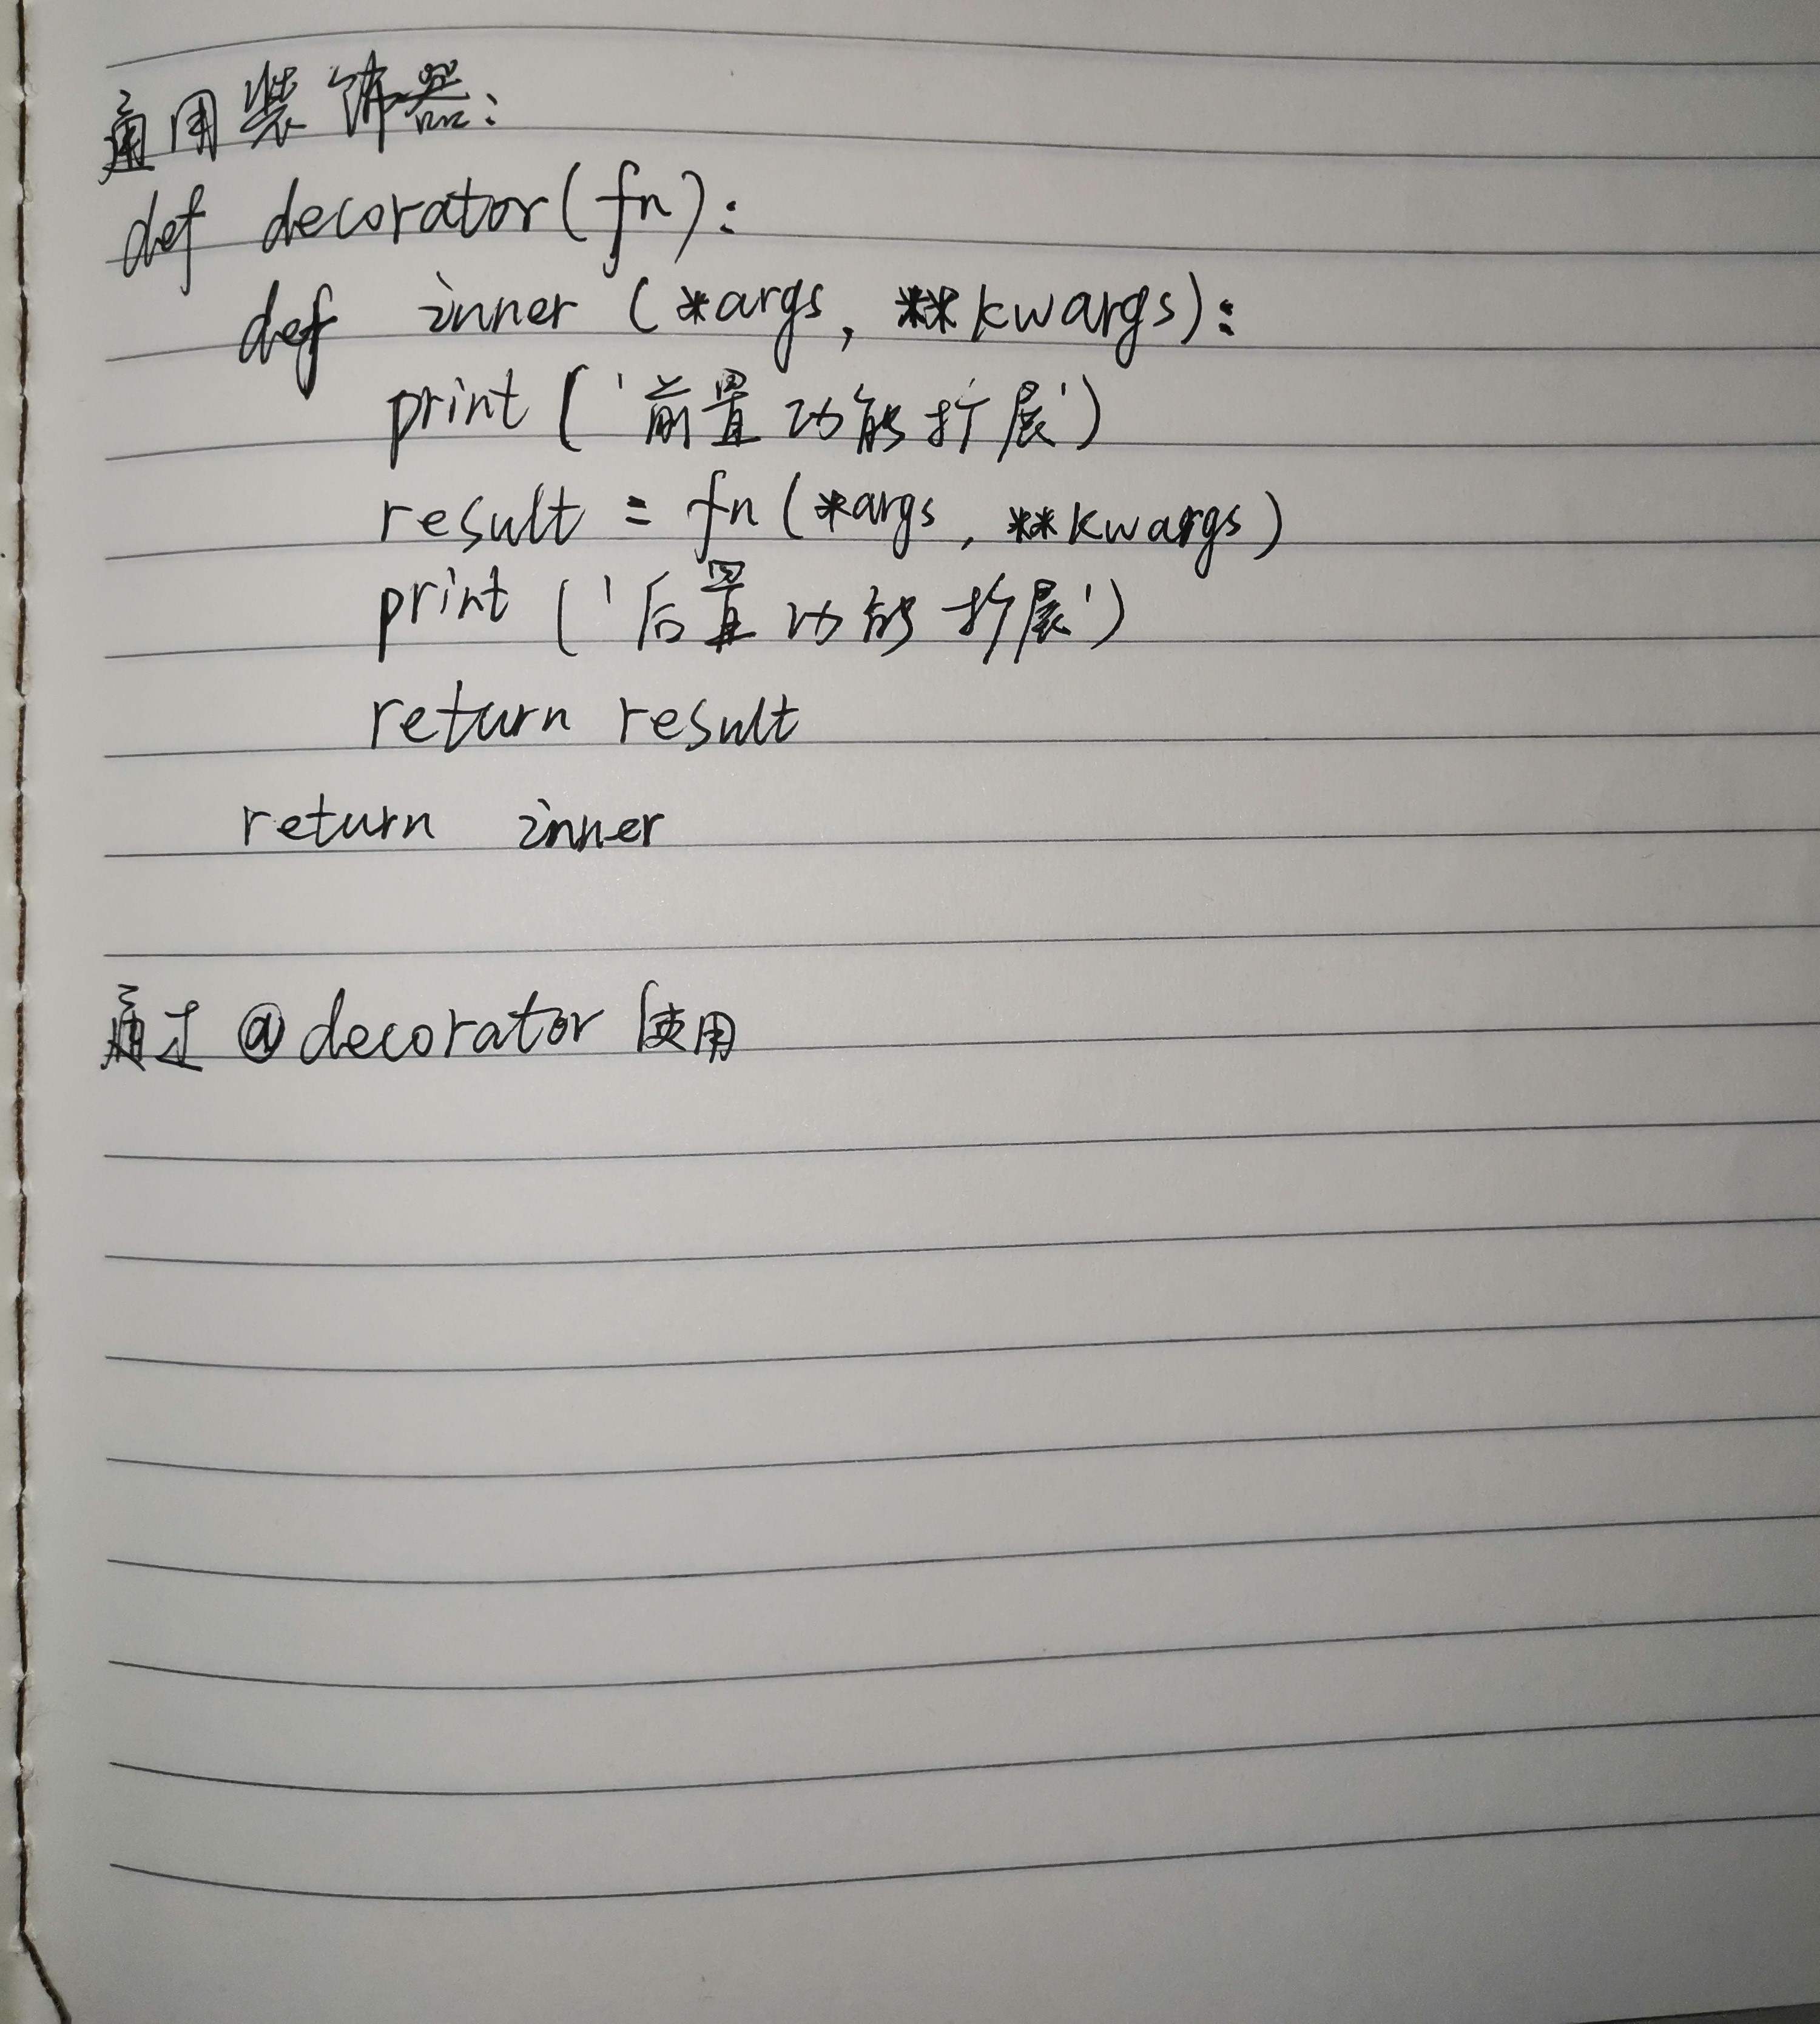 通用装饰器:
def decorator(fn):
    def inner (*args, **kwargs):
        print ('前置功能扩展')
        result = fn (*args, **kwargs)
        print ('后置功能扩展')
        return result
    return inner
通过 @decorator 使用